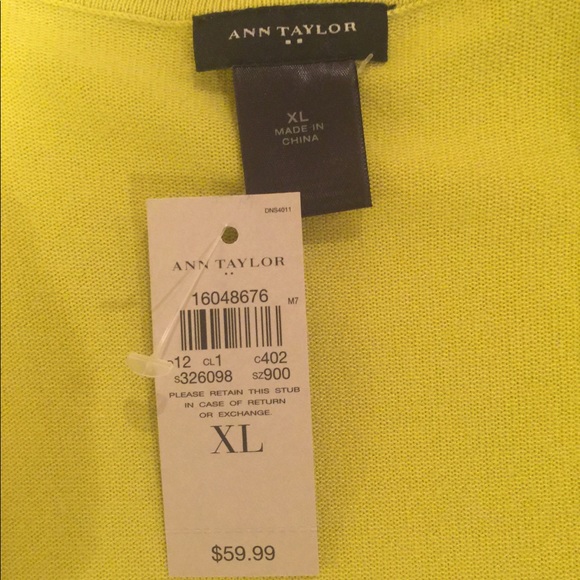 ANN TAYLOR
XL
MADE IN
CHINA
DNS4011
ANN TAYLOR
16048676 M7
12 CL1 C402
S326098 SZ900
PLEASE RETAIN THIS STUB
IN CASE OF RETURN
OR EXCHANGE.
XL
$59.99